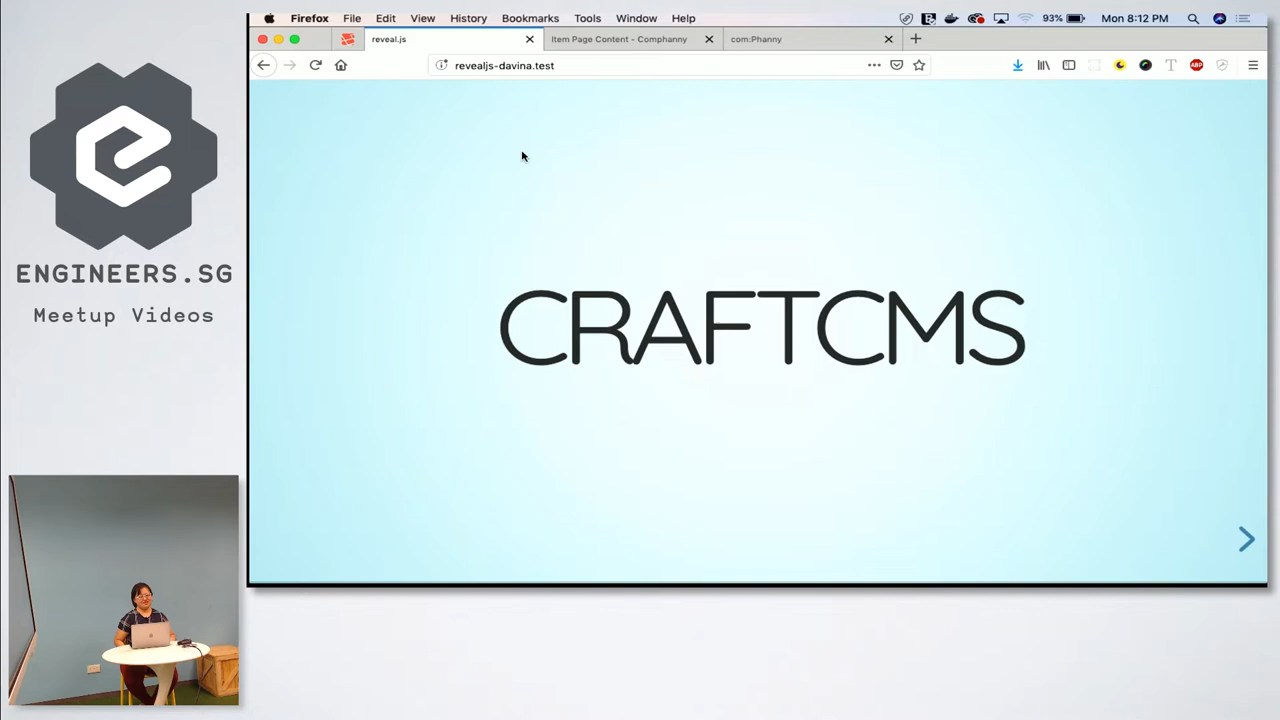 Firefox File Edit View History Bookmarks Tools Window Help 93% Mon 8:12 PM
reveal.js Item Page Content - Comphanny com:Phanny
revealjs-davina.test ABP
ENGINEERS.SG
Meetup Videos
CRAFTCMS